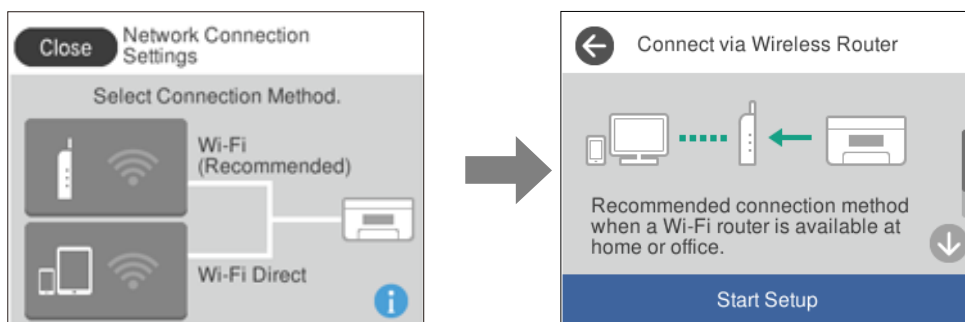 Close
Network Connection
Settings
Select Connection Method.
Wi-Fi
(Recommended)
Wi-Fi Direct
i
Connect via Wireless Router
Recommended connection method
when a Wi-Fi router is available at
home or office.
Start Setup